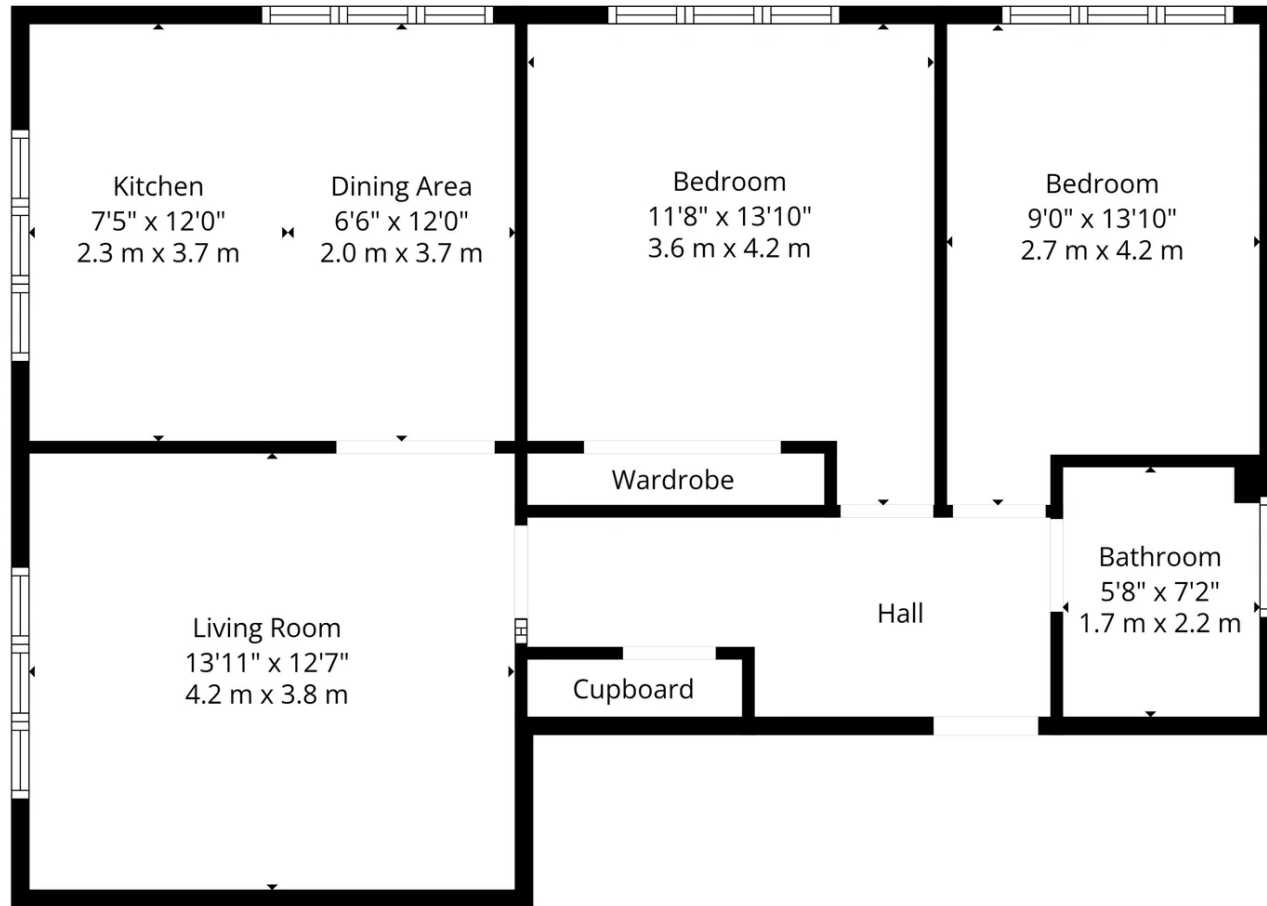 Kitchen
7'5" x 12'0"
2.3 m x 3.7 m
Dining Area
6'6" x 12'0"
2.0 m x 3.7 m
Bedroom
11'8" x 13'10"
3.6 m x 4.2 m
Bedroom
9'0" x 13'10"
2.7 m x 4.2 m
Wardrobe
Living Room
13'11" x 12'7"
4.2 m x 3.8 m
Hall
Cupboard
Bathroom
5'8" x 7'2"
1.7 m x 2.2 m